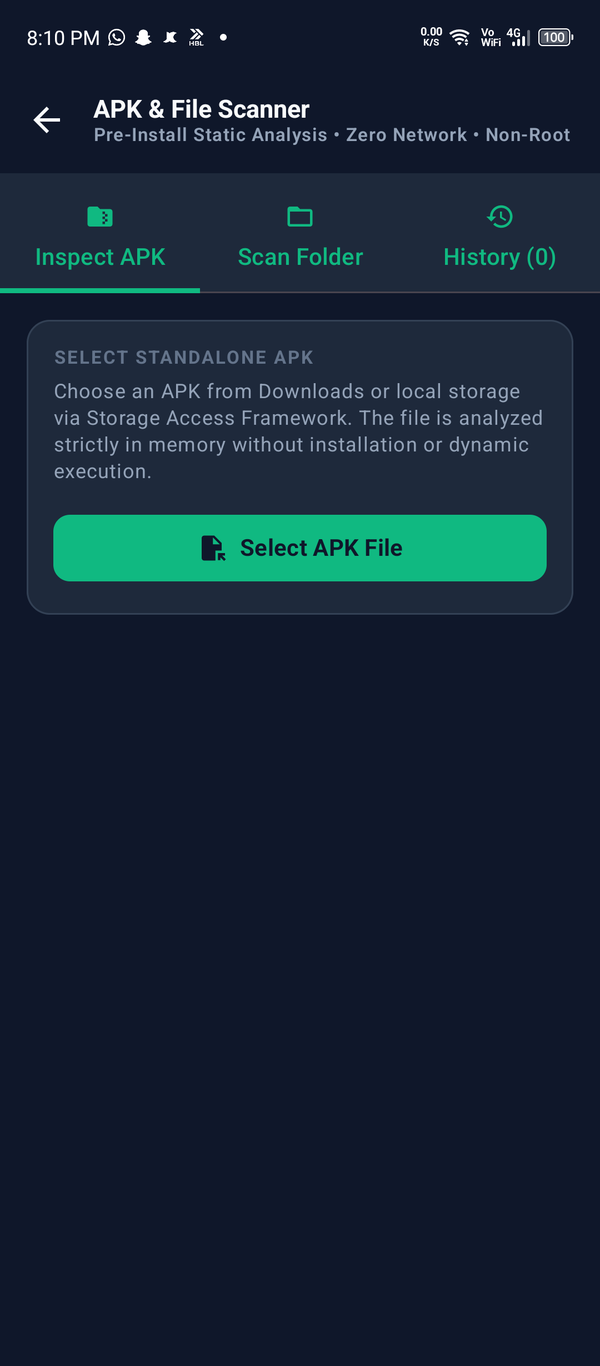 8:10 PM HBL 0.00 K/S Vo WiFi 4G 100
APK & File Scanner
Pre-Install Static Analysis • Zero Network • Non-Root
Inspect APK Scan Folder History (0)
SELECT STANDALONE APK
Choose an APK from Downloads or local storage
via Storage Access Framework. The file is analyzed
strictly in memory without installation or dynamic
execution.
Select APK File